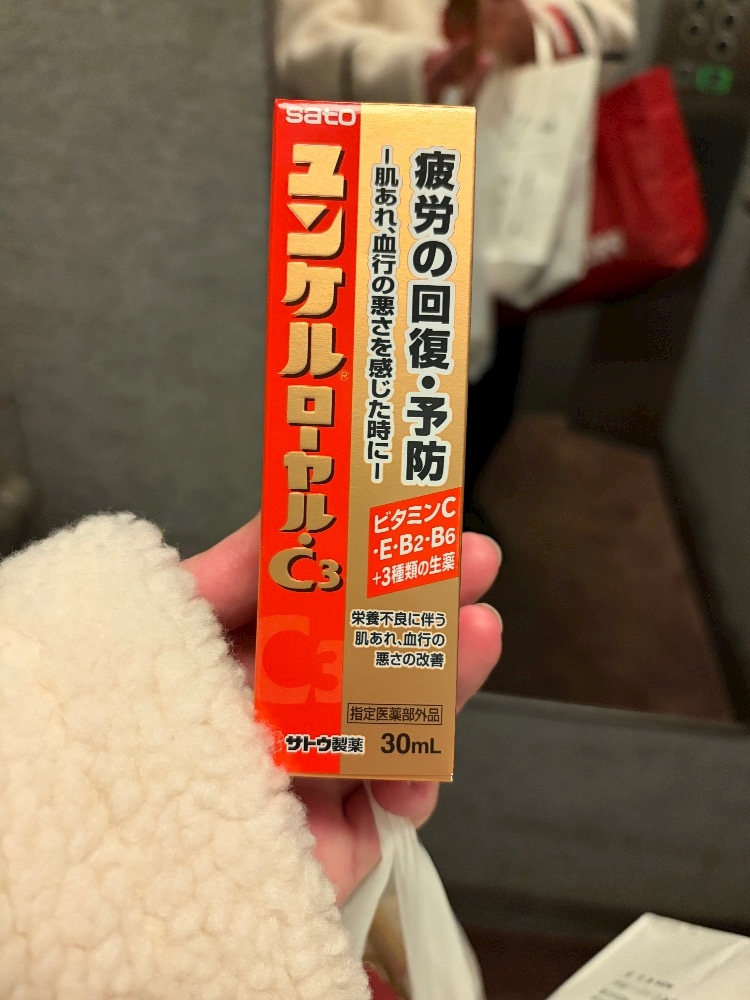 sato
ユンケル®ローヤル・C3
疲労の回復・予防
ー肌あれ、血行の悪さを感じた時にー
ビタミンC
・E・B2・B6
+3種類の生薬
栄養不良に伴う
肌あれ、血行の
悪さの改善
C3
指定医薬部外品
サトウ製薬
30mL